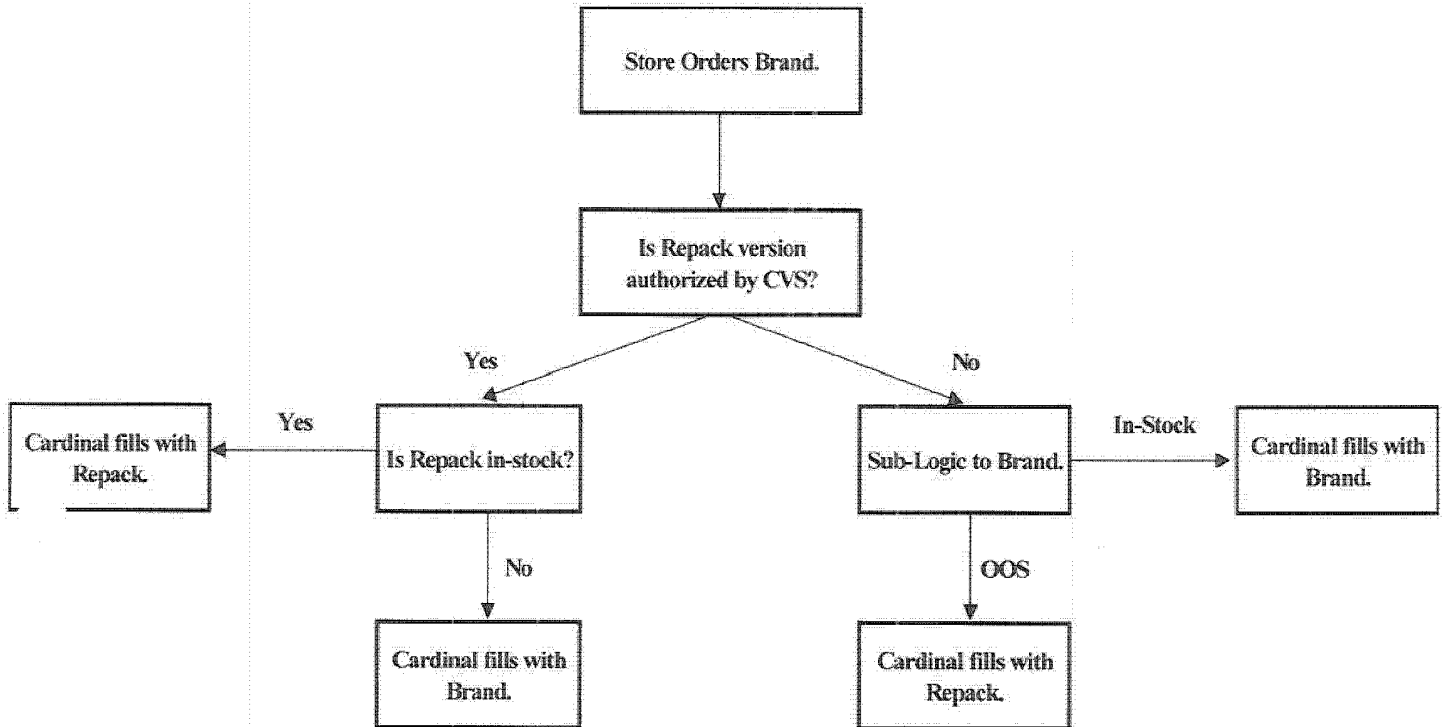 Store Orders Brand.
Is Repack version
authorized by CVS?
Yes
No
Cardinal fills with
Repack.
Yes
Is Repack in-stock?
Sub-Logic to Brand.
In-Stock
Cardinal fills with
Brand.
No
OOS
Cardinal fills with
Brand.
Cardinal fills with
Repack.